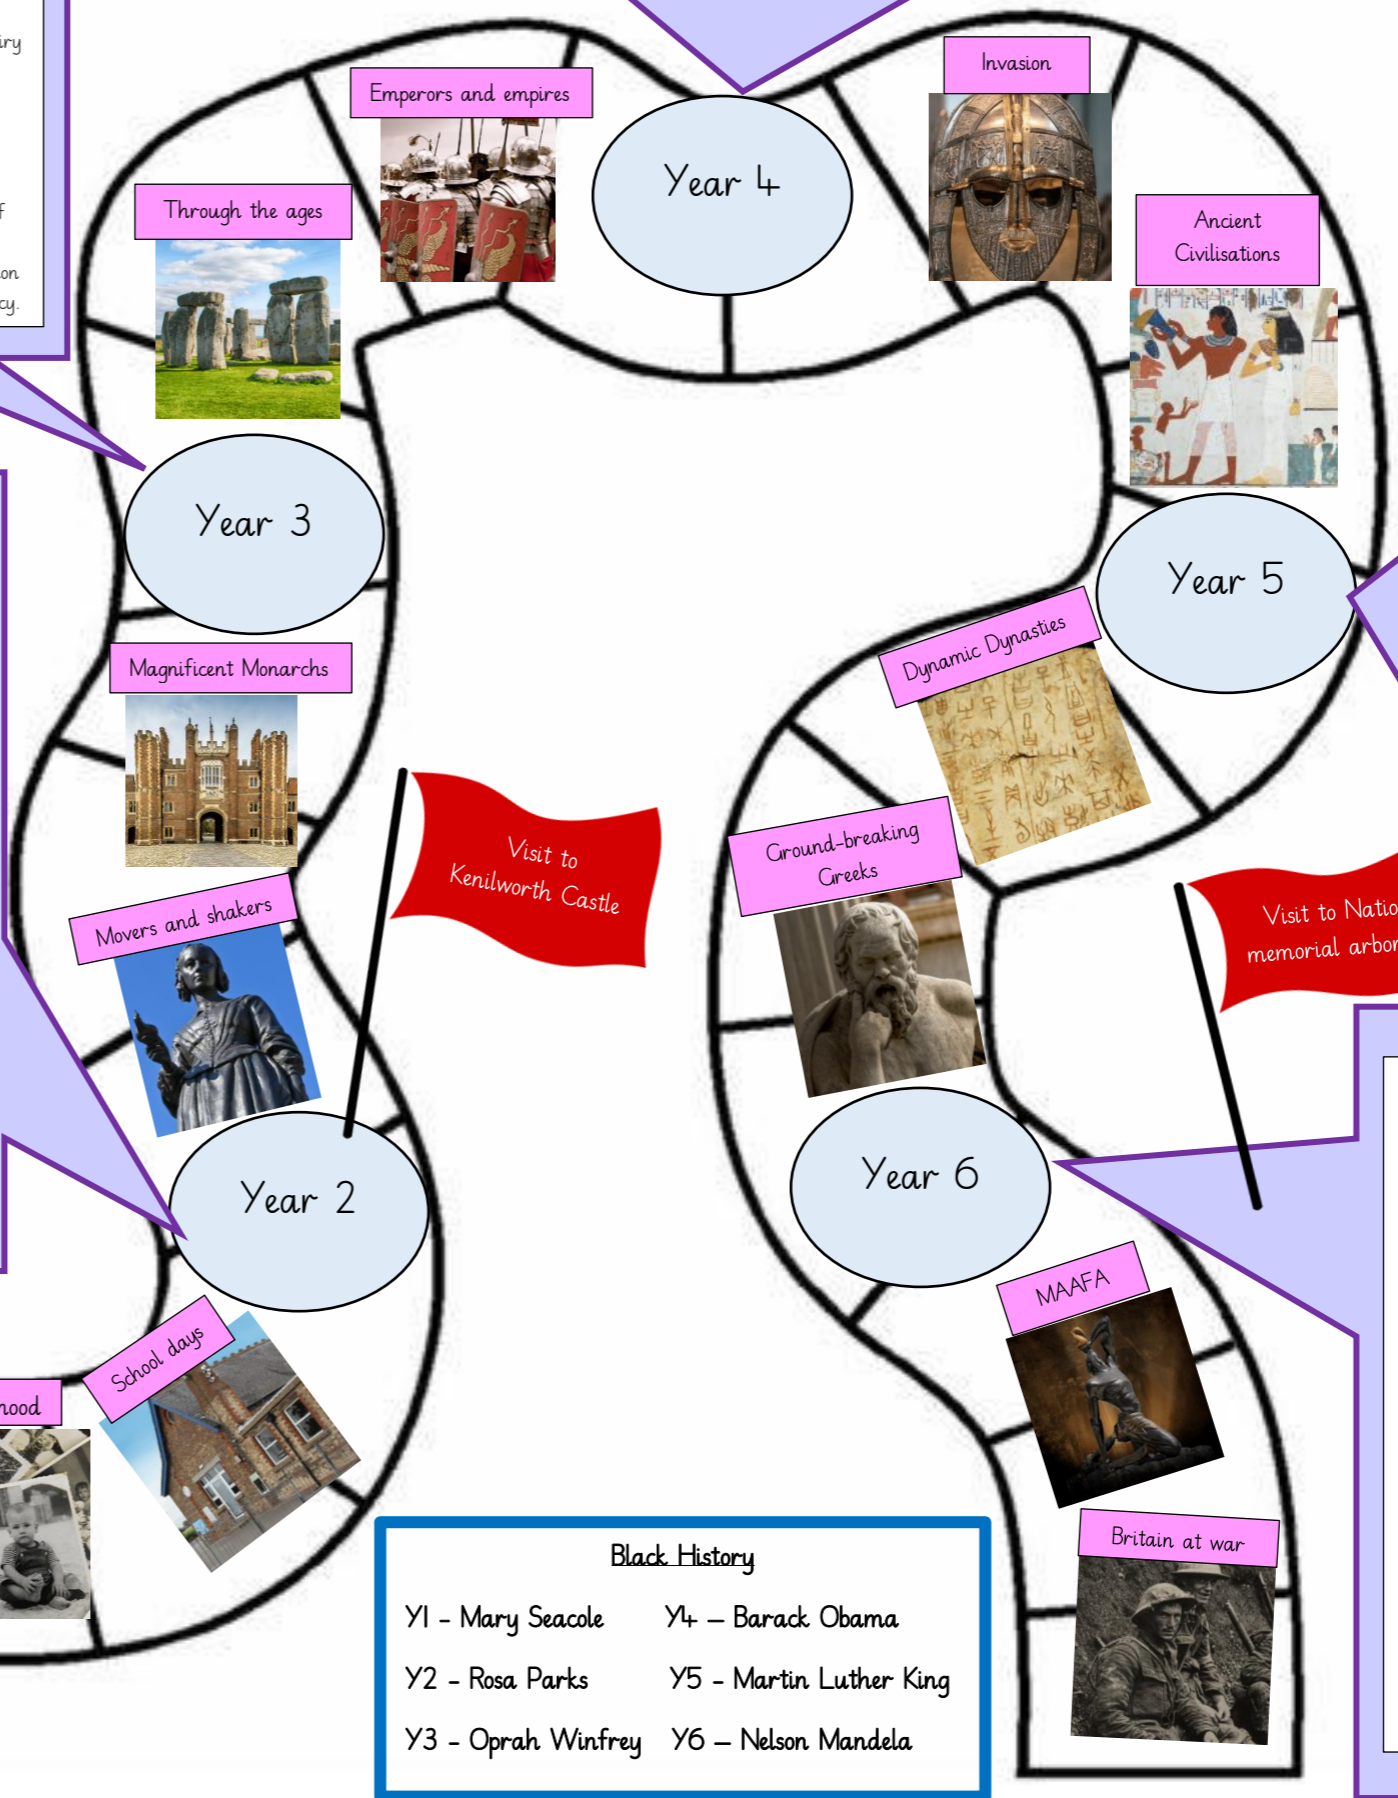 Invasion
Emperors and empires
Year 4
Through the ages
Ancient
Civilisations
Year 3
Year 5
Dynamic Dynasties
Magnificent Monarchs
Visit to
Kenilworth Castle
Ground-breaking
Greeks
Movers and shakers
Visit to Natio
memorial arbor
Year 6
Year 2
MAAFA
School days
hood
Britain at war
Black History
Y1 - Mary Seacole
Y4 – Barack Obama
Y2 - Rosa Parks
Y5 - Martin Luther King
Y3 - Oprah Winfrey
Y6 – Nelson Mandela